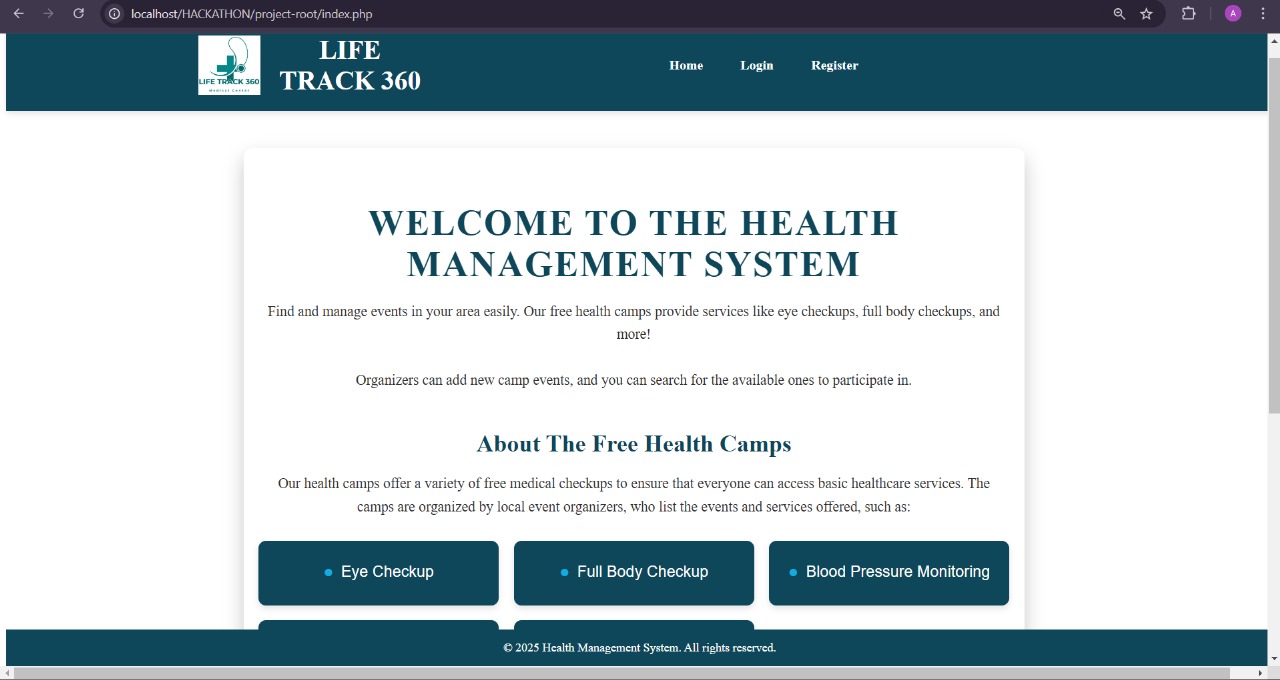 localhost/HACKATHON/project-root/index.php
A
LIFE TRACK 360
Medical Center
LIFE
TRACK 360
Home Login Register
WELCOME TO THE HEALTH
MANAGEMENT SYSTEM
Find and manage events in your area easily. Our free health camps provide services like eye checkups, full body checkups, and
more!
Organizers can add new camp events, and you can search for the available ones to participate in.
About The Free Health Camps
Our health camps offer a variety of free medical checkups to ensure that everyone can access basic healthcare services. The
camps are organized by local event organizers, who list the events and services offered, such as:
Eye Checkup Full Body Checkup Blood Pressure Monitoring
© 2025 Health Management System. All rights reserved.